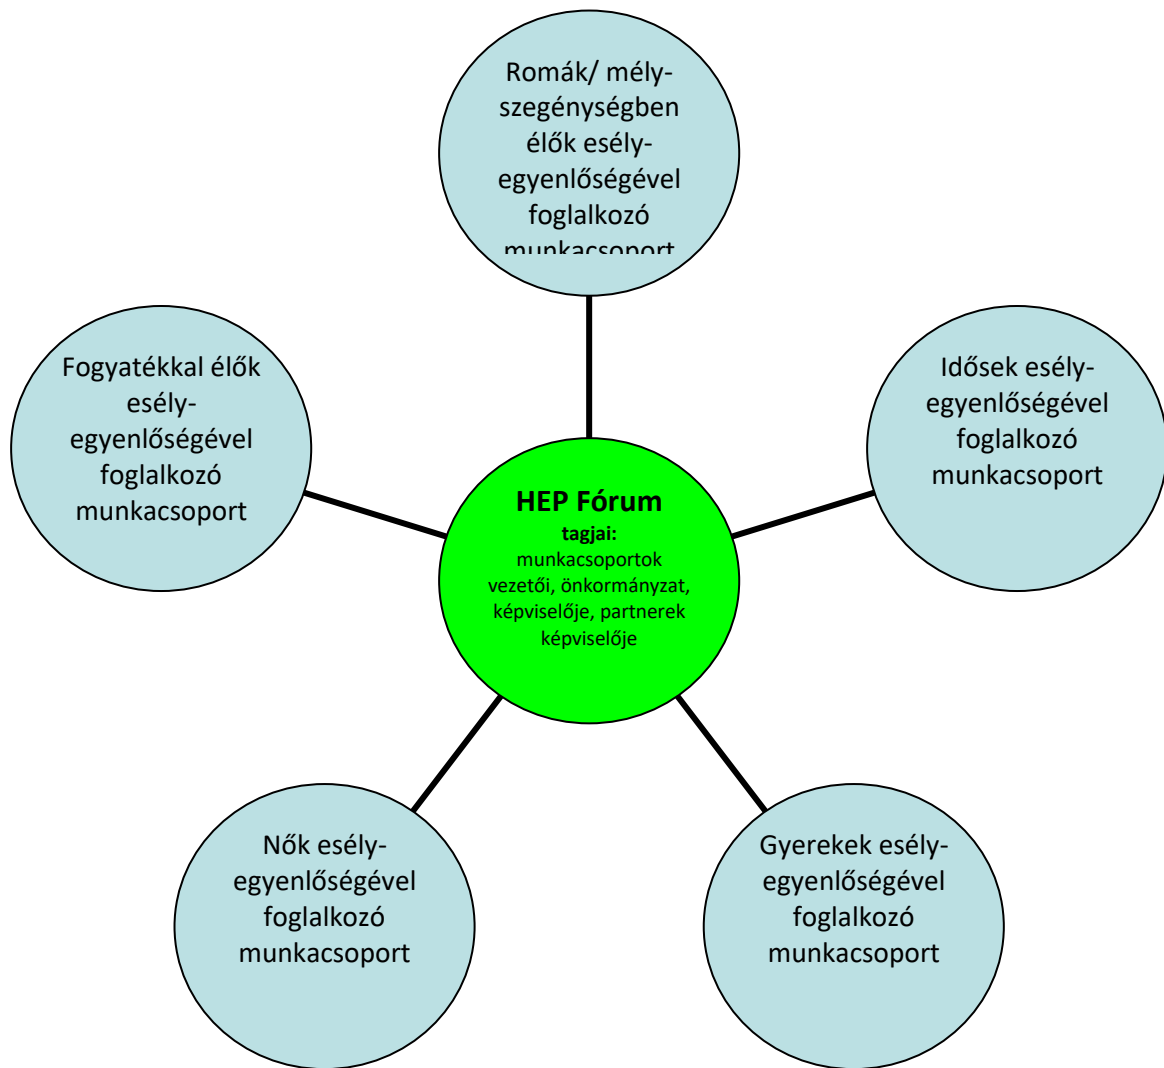 Romák/ mély-
szegénységben
élők esély-
egyenlőségével
foglalkozó
munkacsoport
Fogyatékkal élők
esély-
egyenlőségével
foglalkozó
munkacsoport
Idősek esély-
egyenlőségével
foglalkozó
munkacsoport
HEP Fórum
tagjai:
munkacsoportok
vezetői, önkormányzat,
képviselője, partnerek
képviselője
Nők esély-
egyenlőségével
foglalkozó
munkacsoport
Gyerekek esély-
egyenlőségével
foglalkozó
munkacsoport